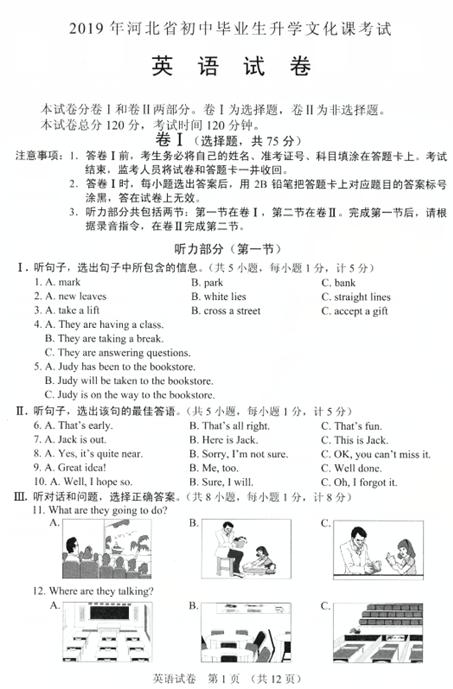 2019 年河北省初中毕业生升学文化课考试
英 语 试 卷
本试卷分卷Ⅰ和卷Ⅱ两部分。卷Ⅰ为选择题，卷Ⅱ为非选择题。
本试卷总分 120 分，考试时间 120 分钟。
卷Ⅰ（选择题，共 75 分）
注意事项：1．答卷Ⅰ前，考生务必将自己的姓名、准考证号、科目填涂在答题卡上。考试
结束，监考人员将试卷和答题卡一并收回。
2．答卷Ⅰ时，每小题选出答案后，用 2B 铅笔把答题卡上对应题目的答案标号
涂黑，答在试卷上无效。
3．听力部分共包括两节：第一节在卷Ⅰ，第二节在卷Ⅱ。完成第一节后，请根
据录音指令，在卷Ⅱ完成第二节。
听力部分（第一节）
Ⅰ. 听句子，选出句子中所包含的信息。（共 5 小题，每小题 1 分，计 5 分）
1. A. mark B. park C. bank
2. A. new leaves B. white lies C. straight lines
3. A. take a lift B. cross a street C. accept a gift
4. A. They are having a class.
B. They are taking a break.
C. They are answering questions.
5. A. Judy has been to the bookstore.
B. Judy will be taken to the bookstore.
C. Judy is on the way to the bookstore.
Ⅱ. 听句子，选出该句的最佳答语。（共 5 小题，每小题 1 分，计 5 分）
6. A. That's early. B. That's all right. C. That's fun.
7. A. Jack is out. B. Here is Jack. C. This is Jack.
8. A. Yes, it's quite near. B. Sorry, I'm not sure. C. OK, you can't miss it.
9. A. Great idea! B. Me, too. C. Well done.
10. A. Well, I hope so. B. Sure, I will. C. Oh, I forgot it.
Ⅲ. 听对话和问题，选择正确答案。（共 8 小题，每小题 1 分，计 8 分）
11. What are they going to do?
A. B. C.
12. Where are they talking?
A. B. C.
英语试卷 第 1 页 （共 12 页）